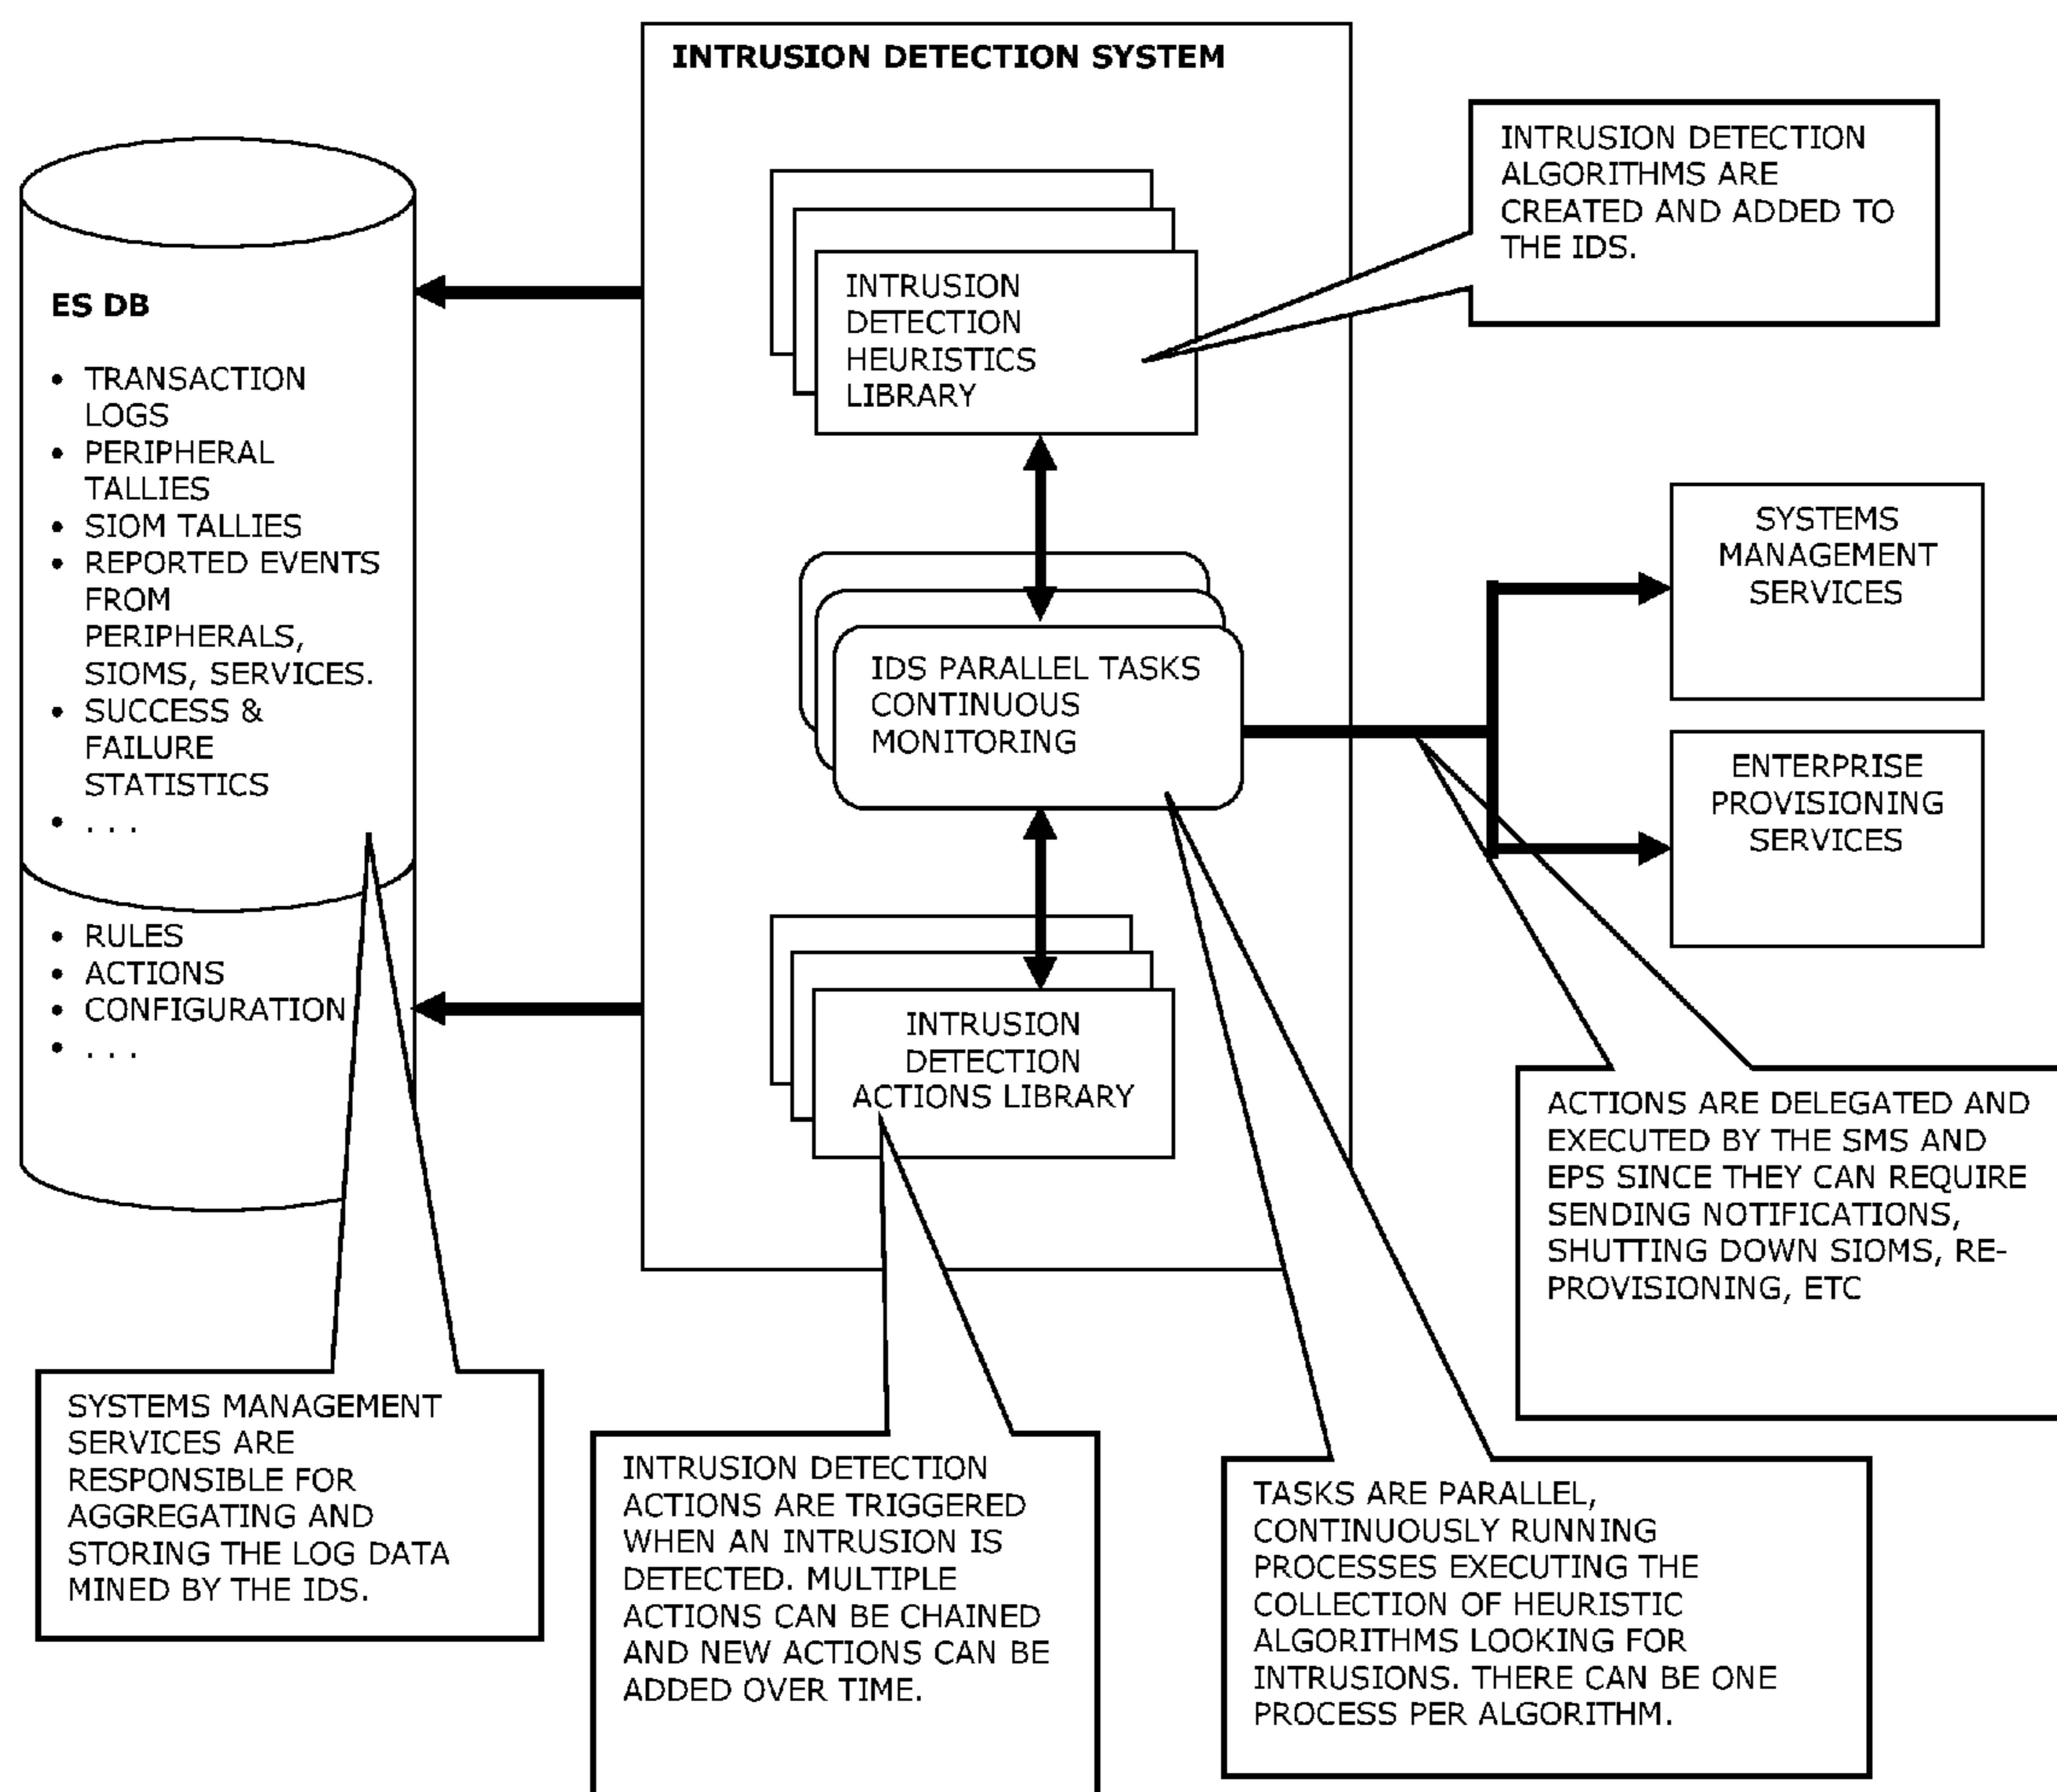 INTRUSION DETECTION SYSTEM
INTRUSION DETECTION
ALGORITHMS ARE
CREATED AND ADDED TO
THE IDS.
ES DB
• TRANSACTION
LOGS
• PERIPHERAL
TALLIES
• SIOM TALLIES
• REPORTED EVENTS
FROM
PERIPHERALS,
SIOMS, SERVICES.
• SUCCESS &
FAILURE
STATISTICS
• . . .
• RULES
• ACTIONS
• CONFIGURATION
• . . .
INTRUSION
DETECTION
HEURISTICS
LIBRARY
IDS PARALLEL TASKS
CONTINUOUS
MONITORING
INTRUSION
DETECTION
ACTIONS LIBRARY
SYSTEMS
MANAGEMENT
SERVICES
ENTERPRISE
PROVISIONING
SERVICES
ACTIONS ARE DELEGATED AND
EXECUTED BY THE SMS AND
EPS SINCE THEY CAN REQUIRE
SENDING NOTIFICATIONS,
SHUTTING DOWN SIOMS, RE-
PROVISIONING, ETC
SYSTEMS MANAGEMENT
SERVICES ARE
RESPONSIBLE FOR
AGGREGATING AND
STORING THE LOG DATA
MINED BY THE IDS.
INTRUSION DETECTION
ACTIONS ARE TRIGGERED
WHEN AN INTRUSION IS
DETECTED. MULTIPLE
ACTIONS CAN BE CHAINED
AND NEW ACTIONS CAN BE
ADDED OVER TIME.
TASKS ARE PARALLEL,
CONTINUOUSLY RUNNING
PROCESSES EXECUTING THE
COLLECTION OF HEURISTIC
ALGORITHMS LOOKING FOR
INTRUSIONS. THERE CAN BE ONE
PROCESS PER ALGORITHM.